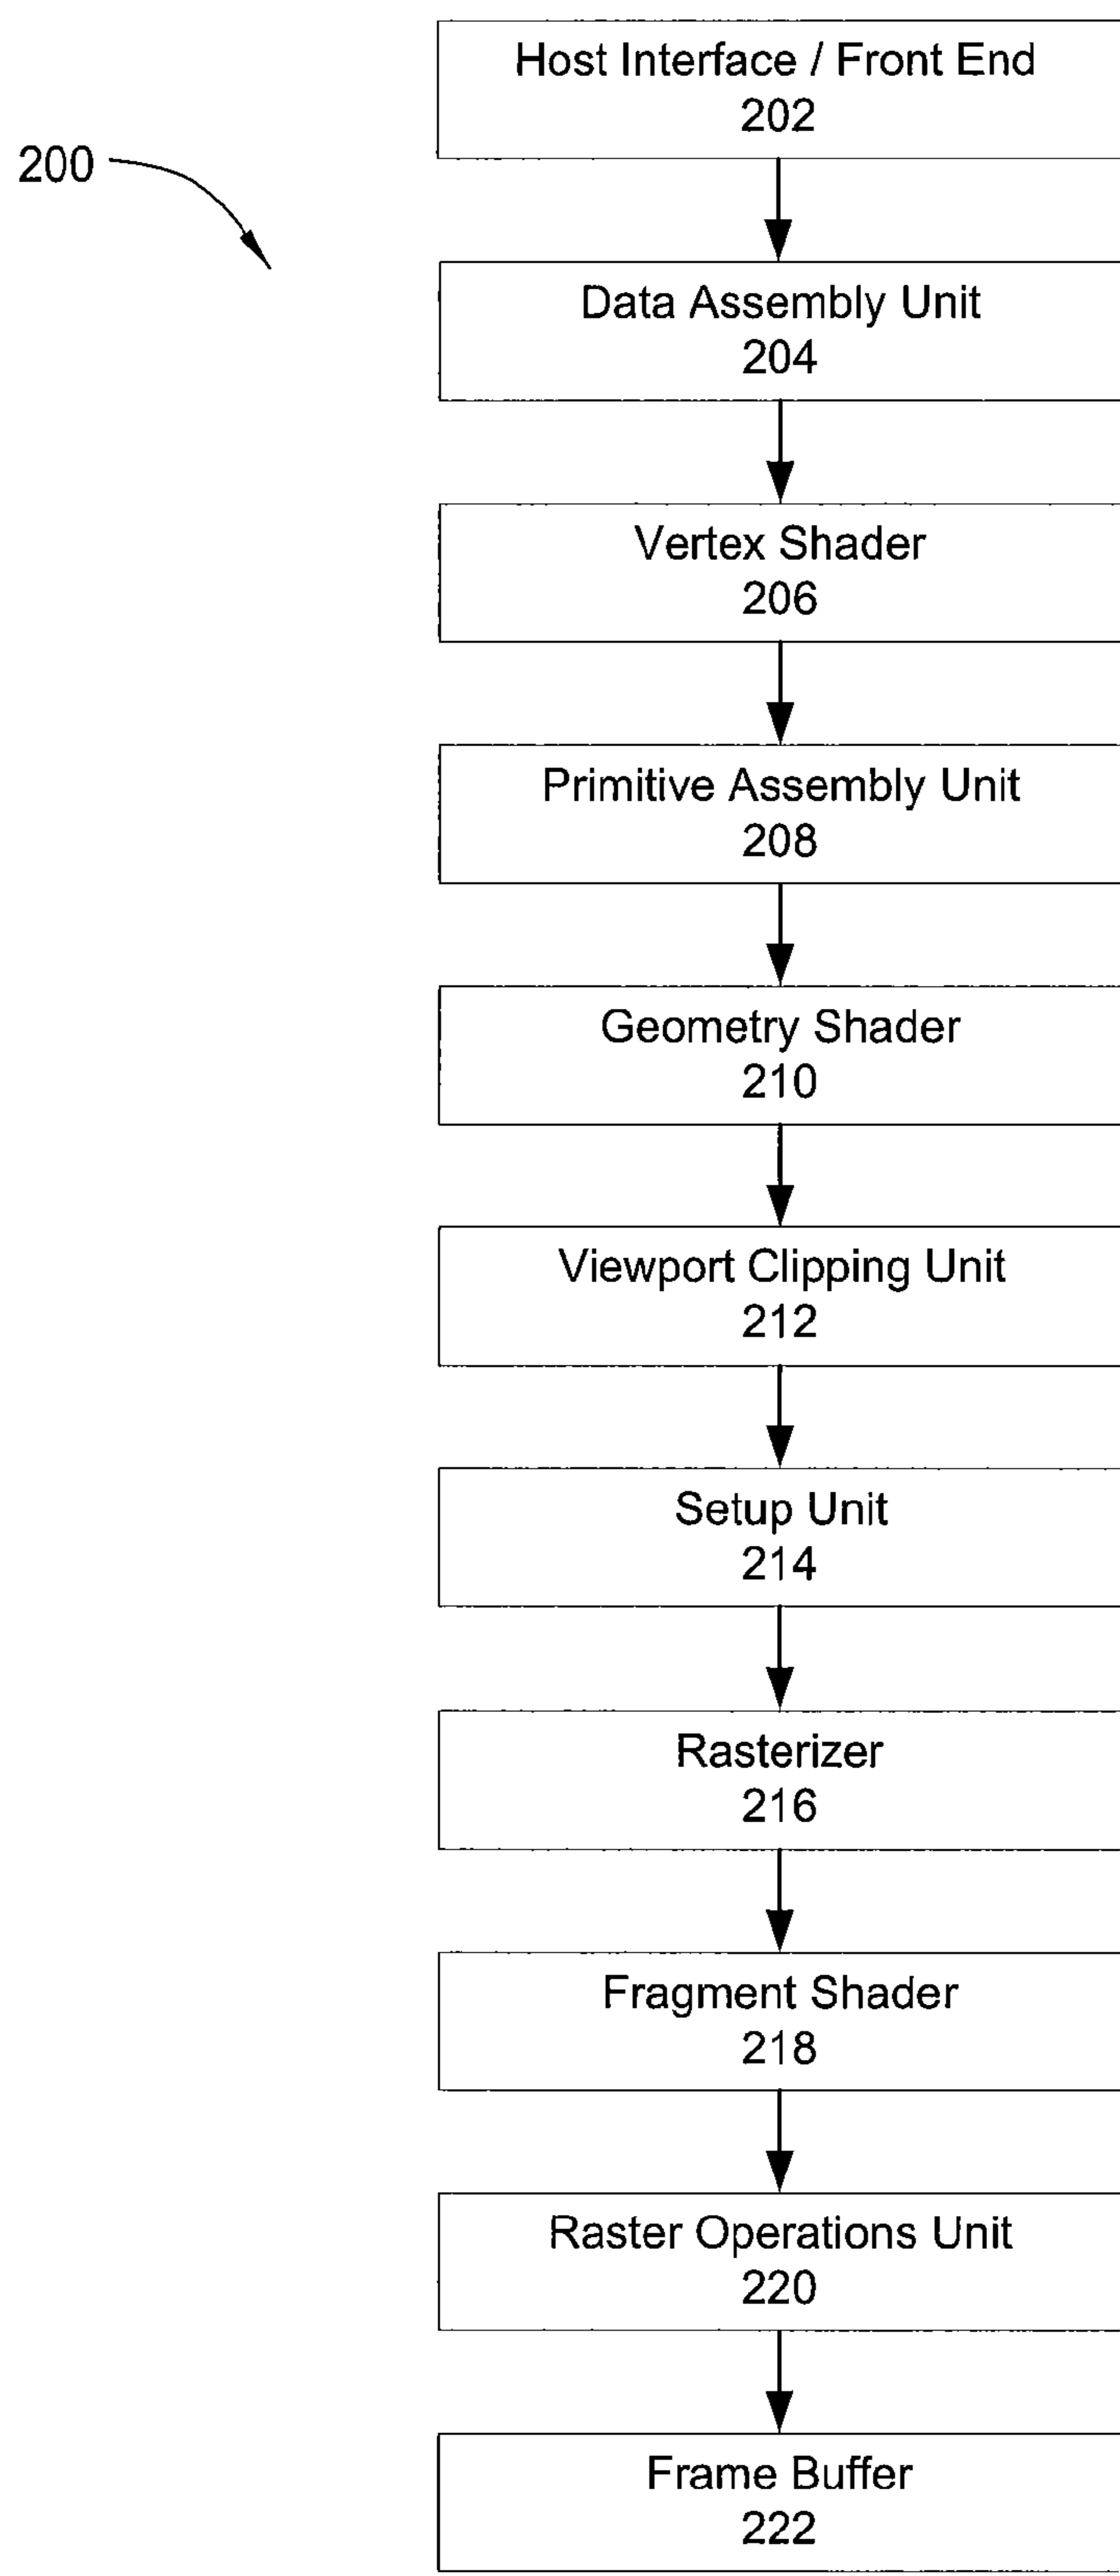 Host Interface / Front End
202
200
Data Assembly Unit
204
Vertex Shader
206
Primitive Assembly Unit
208
Geometry Shader
210
Viewport Clipping Unit
212
Setup Unit
214
Rasterizer
216
Fragment Shader
218
Raster Operations Unit
220
Frame Buffer
222